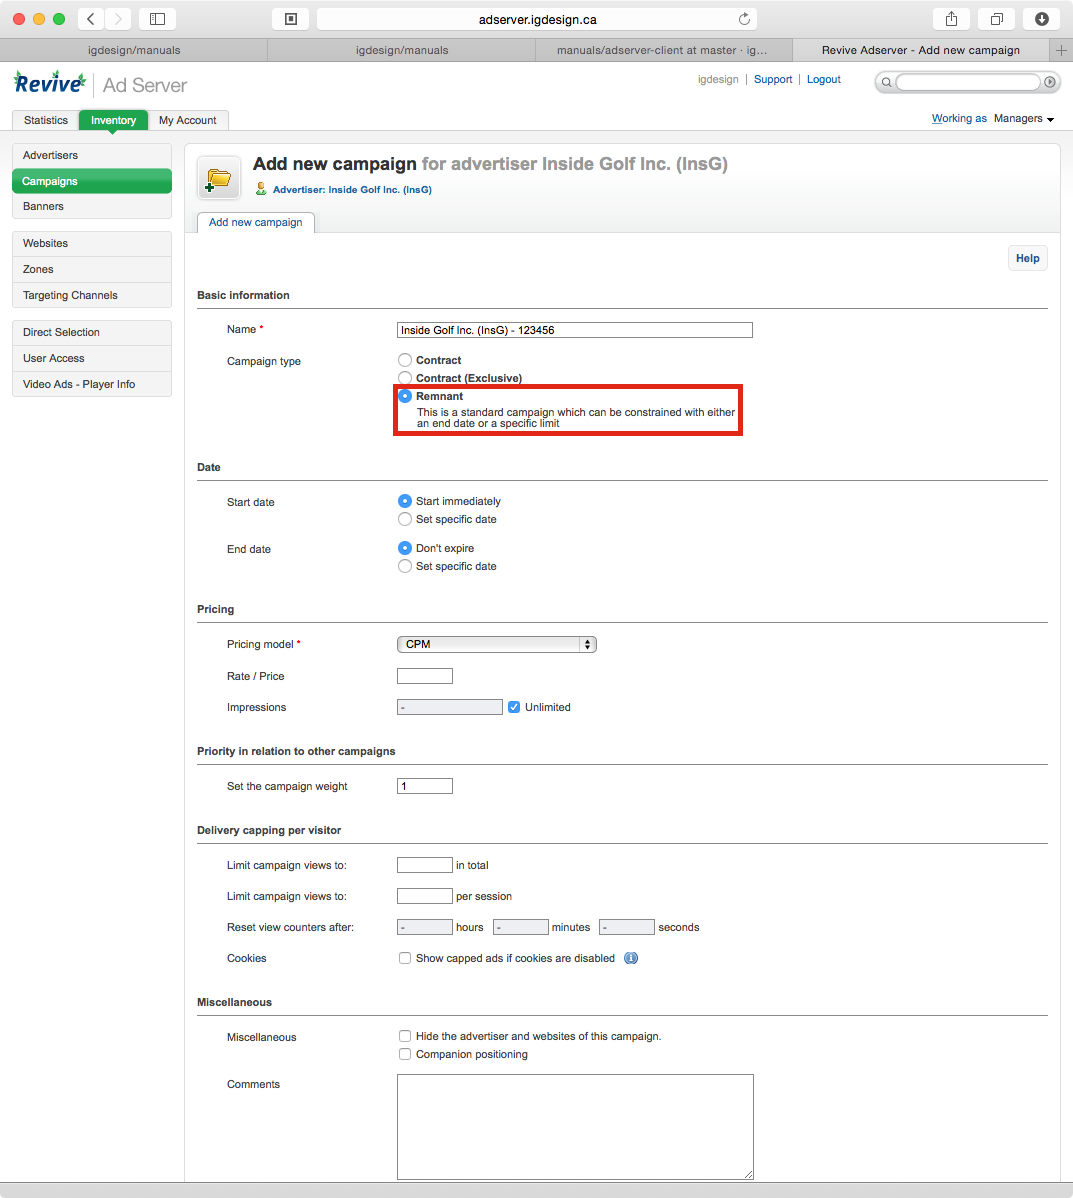 adserver.igdesign.ca
igdesign/manuals
igdesign/manuals
manuals/adserver-client at master · ig...
Revive Adserver - Add new campaign
Revive Ad Server
igdesign | Support | Logout
Statistics
Inventory
My Account
Working as Managers
Advertisers
Campaigns
Banners
Websites
Zones
Targeting Channels
Direct Selection
User Access
Video Ads - Player Info
Add new campaign for advertiser Inside Golf Inc. (InsG)
Advertiser: Inside Golf Inc. (InsG)
Add new campaign
Help
Basic information
Name *
Inside Golf Inc. (InsG) - 123456
Campaign type
Contract
Contract (Exclusive)
Remnant
This is a standard campaign which can be constrained with either
an end date or a specific limit
Date
Start date
Start immediately
Set specific date
End date
Don't expire
Set specific date
Pricing
Pricing model *
CPM
Rate / Price
Impressions
-
Unlimited
Priority in relation to other campaigns
Set the campaign weight
1
Delivery capping per visitor
Limit campaign views to:
in total
Limit campaign views to:
per session
Reset view counters after:
- hours - minutes - seconds
Cookies
Show capped ads if cookies are disabled
Miscellaneous
Miscellaneous
Hide the advertiser and websites of this campaign.
Companion positioning
Comments